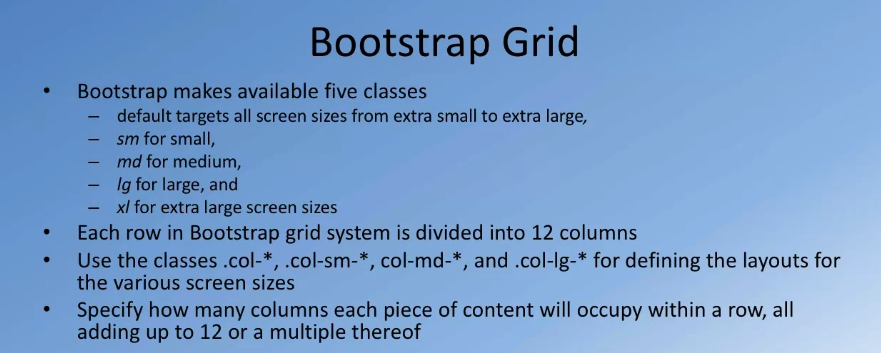 Bootstrap Grid
• Bootstrap makes available five classes
– default targets all screen sizes from extra small to extra large,
– sm for small,
– md for medium,
– lg for large, and
– xl for extra large screen sizes
• Each row in Bootstrap grid system is divided into 12 columns
• Use the classes .col-*, .col-sm-*, col-md-*, and .col-lg-* for defining the layouts for
the various screen sizes
• Specify how many columns each piece of content will occupy within a row, all
adding up to 12 or a multiple thereof